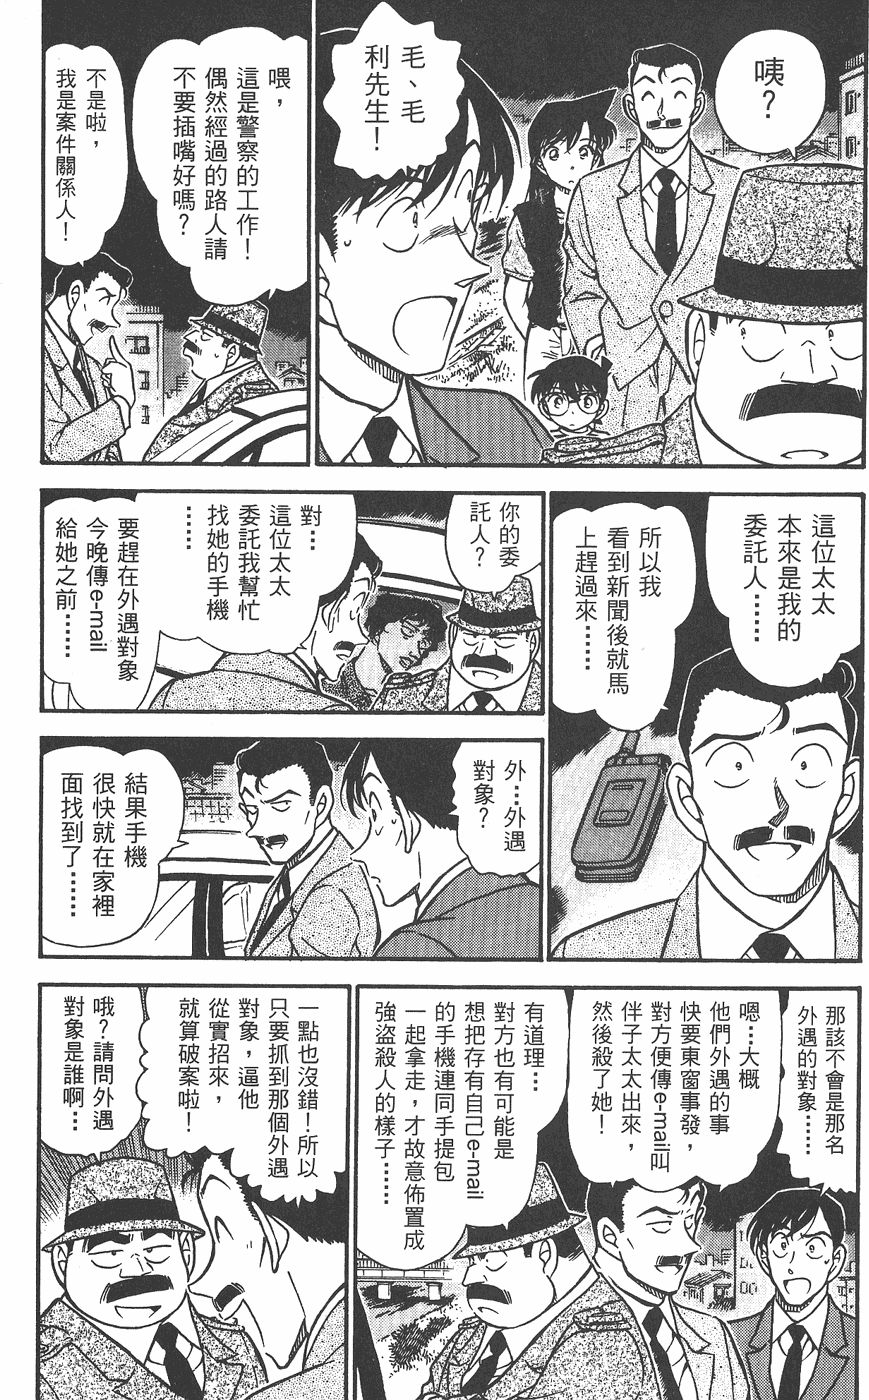 咦？
毛、毛
利先生！
喂，
這是警察的工作！
偶然經過的路人請
不要插嘴好嗎？
不是啦，
我是案件關係人！
這位太太
本來是我的
委託人……
所以我
看到新聞後就馬
上趕過來……
你的委
託人？
對…
這位太太
委託我幫忙
找她的手機
……
要趕在外遇對象
今晚傳e-mail
給她之前……
外…外遇
對象？
結果手機
很快就在家裡
面找到了……
那該不會是那名
外遇的對象……
嗯…大概
他們外遇的事
快要東窗事發，
對方便傳e-mail叫
伴子太太出來，
然後殺了她！
有道理…
對方也有可能是
想把存有自己e-mail
的手機連同手提包
一起拿走，才故意佈置成
強盜殺人的樣子……
一點也沒錯！所以
只要抓到那個外遇
對象，逼他
從實招來，
就算破案啦！
哦？請問外遇
對象是誰啊…